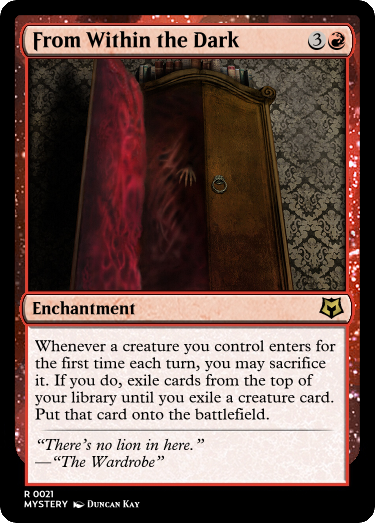 From Within the Dark 3
Enchantment
Whenever a creature you control enters for
the first time each turn, you may sacrifice
it. If you do, exile cards from the top of
your library until you exile a creature card.
Put that card onto the battlefield.
“There’s no lion in here.”
—“The Wardrobe”
R 0021
MYSTERY Duncan Kay